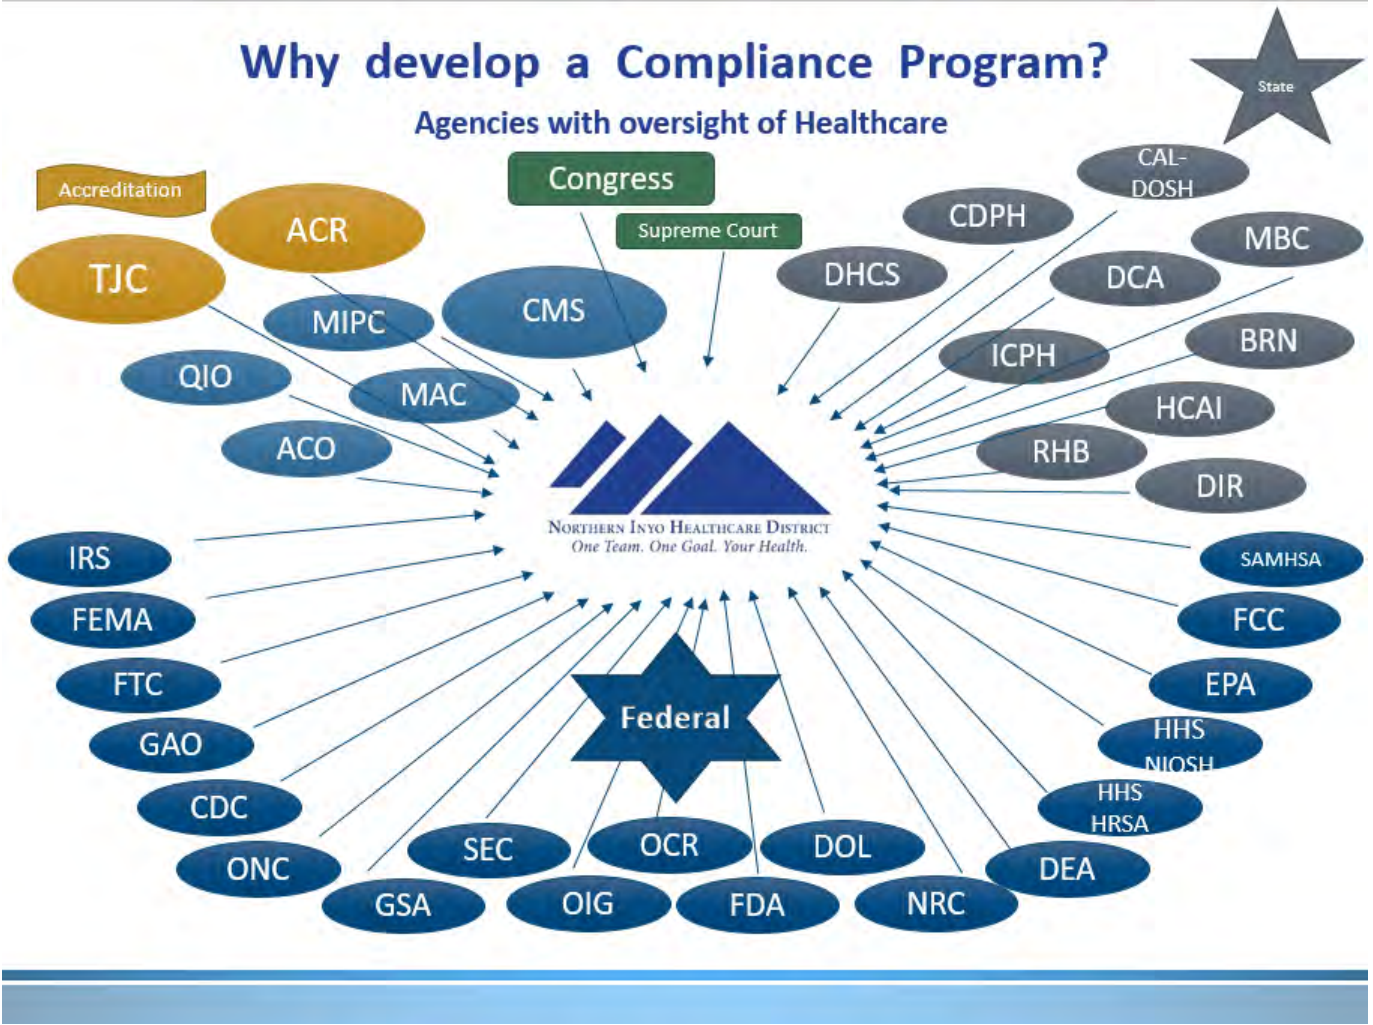 Why develop a Compliance Program?
Agencies with oversight of Healthcare
State
Accreditation
Congress
Supreme Court
ACR
TJC
MIPC
CMS
QIO
MAC
ACO
CAL-
DOSH
CDPH
MBC
DHCS
DCA
ICPH
BRN
HCAI
RHB
DIR
NORTHERN INYO HEALTHCARE DISTRICT
One Team. One Goal. Your Health.
IRS
FEMA
FTC
GAO
CDC
ONC
GSA
SEC
OIG
OCR
FDA
DOL
NRC
DEA
HHS
HRSA
HHS
NIOSH
EPA
FCC
SAMHSA
Federal